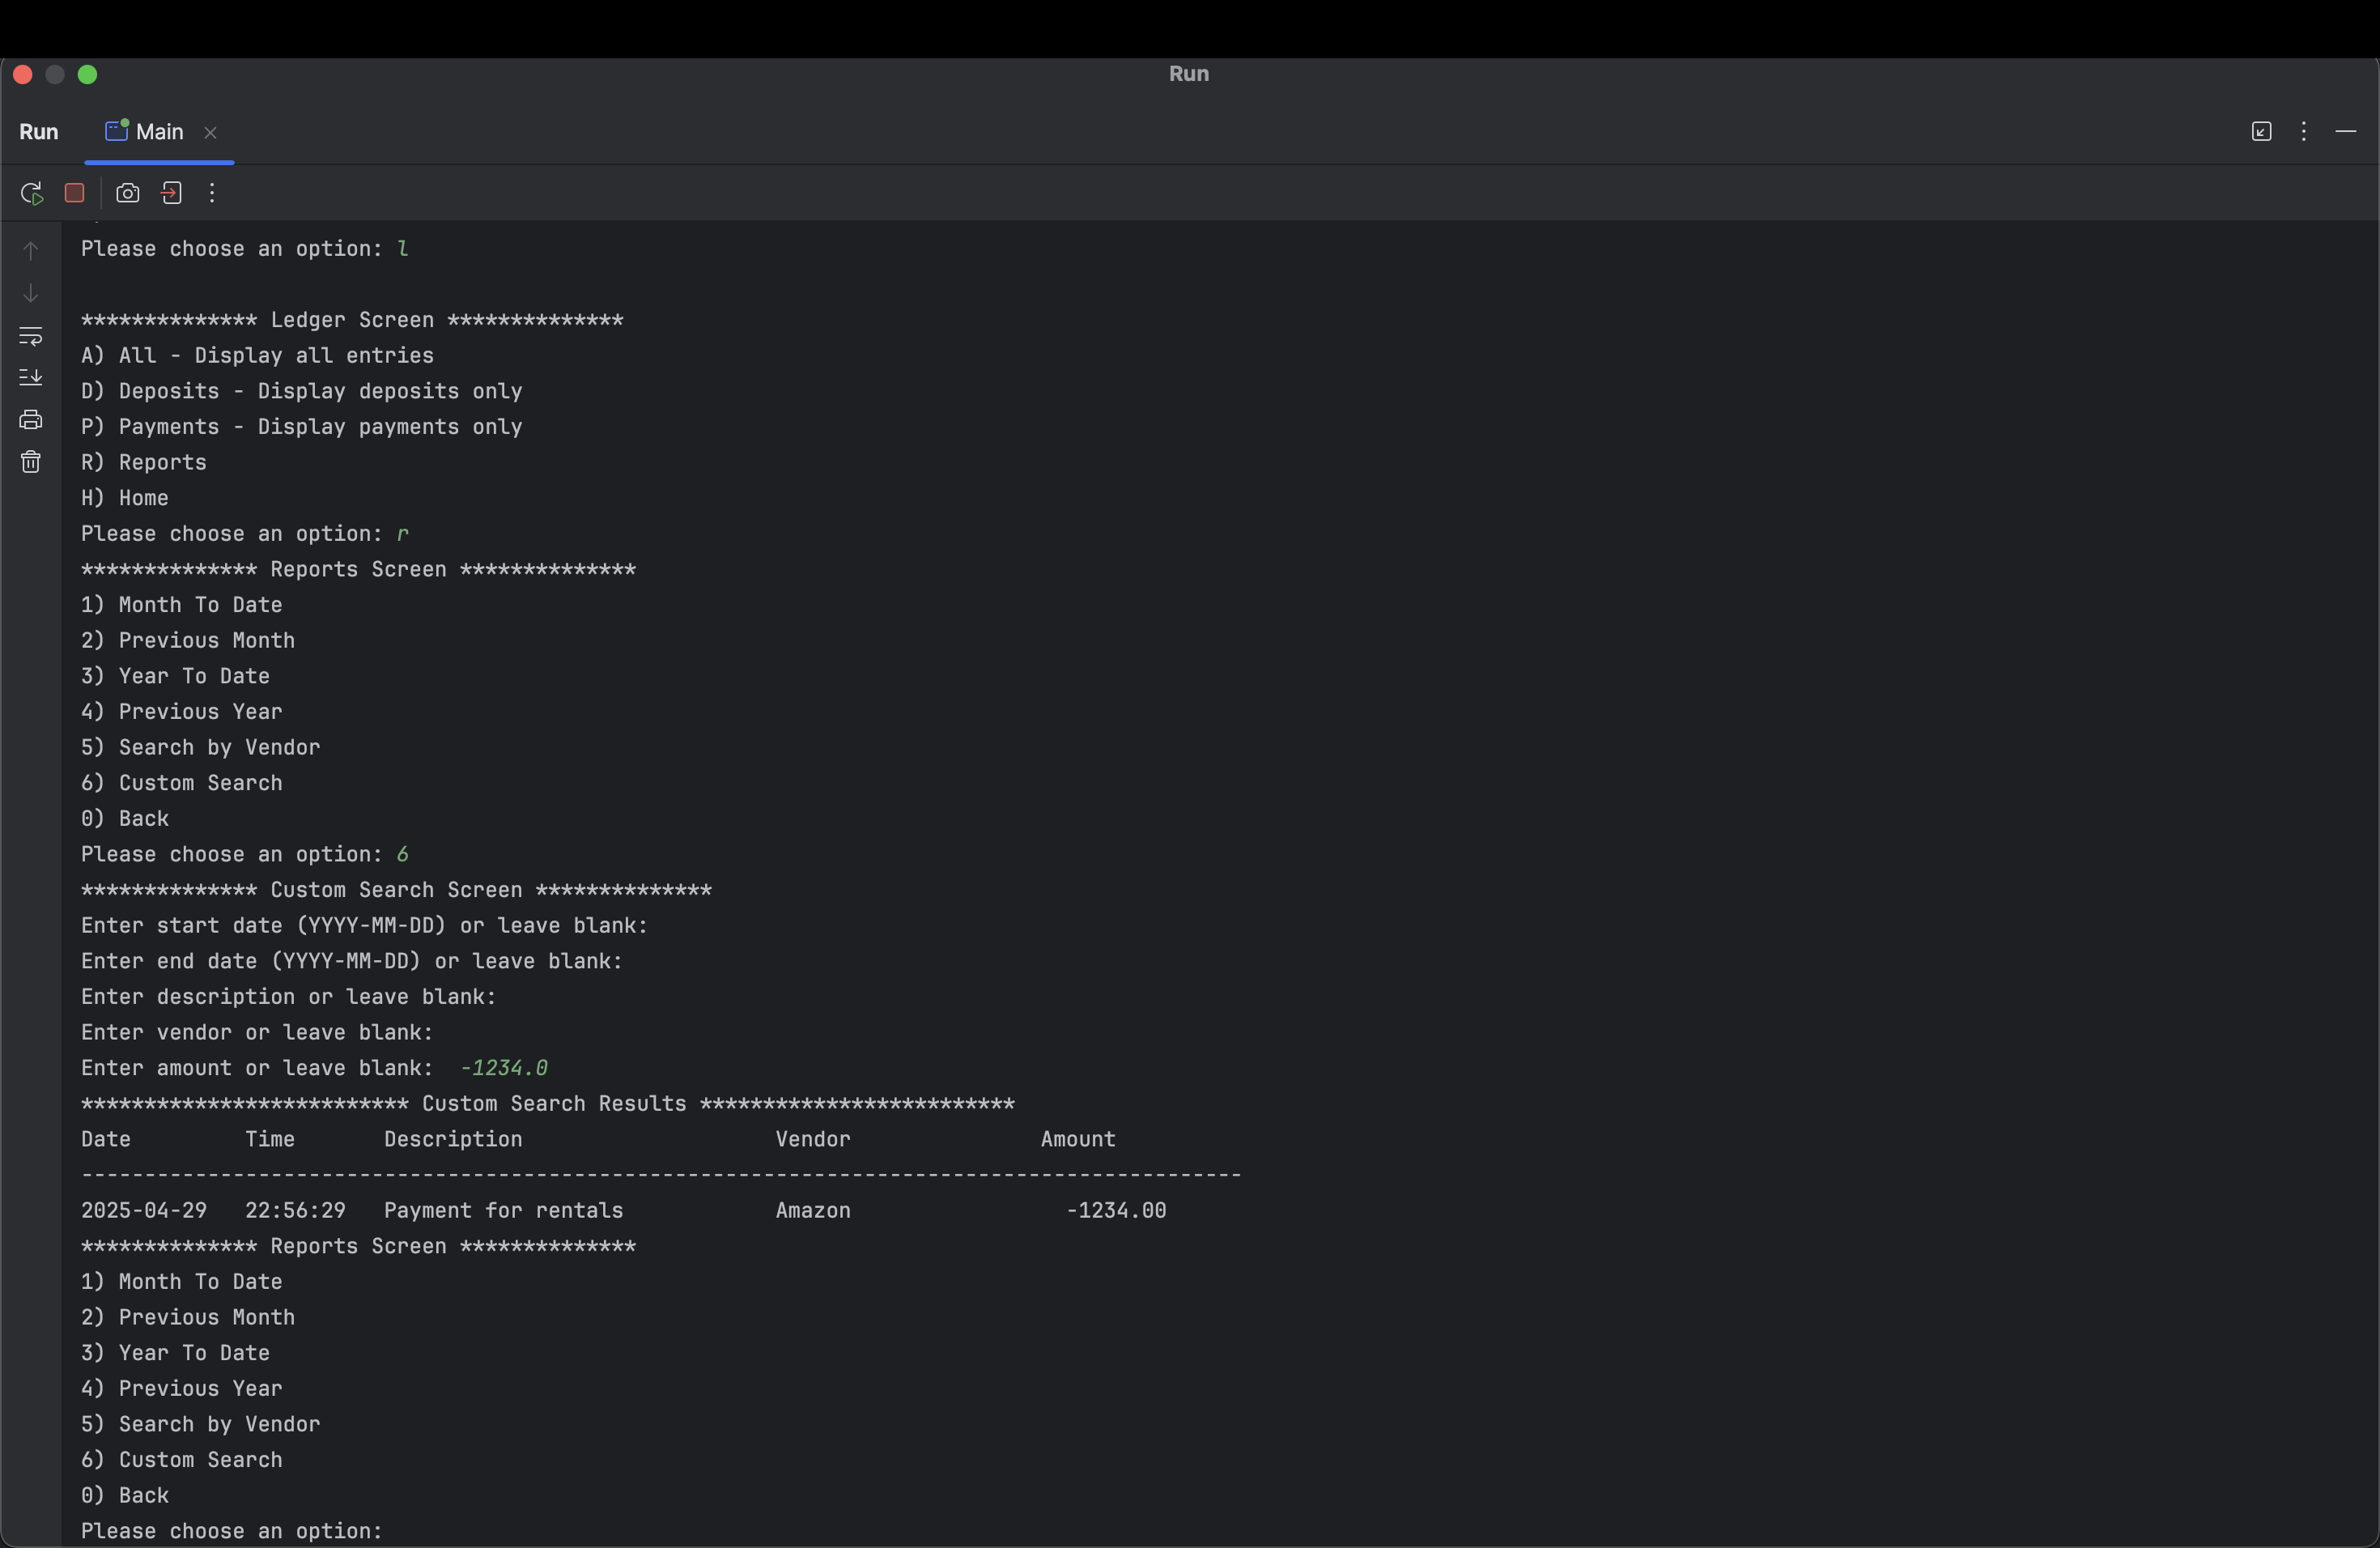 Run
Run Main
Please choose an option: l
************** Ledger Screen **************
A) All - Display all entries
D) Deposits - Display deposits only
P) Payments - Display payments only
R) Reports
H) Home
Please choose an option: r
************** Reports Screen **************
1) Month To Date
2) Previous Month
3) Year To Date
4) Previous Year
5) Search by Vendor
6) Custom Search
0) Back
Please choose an option: 6
************** Custom Search Screen **************
Enter start date (YYYY-MM-DD) or leave blank:
Enter end date (YYYY-MM-DD) or leave blank:
Enter description or leave blank:
Enter vendor or leave blank:
Enter amount or leave blank:  -1234.0
************************** Custom Search Results *************************
Date         Time       Description                    Vendor               Amount
--------------------------------------------------------------------------------------------
2025-04-29   22:56:29   Payment for rentals            Amazon                 -1234.00
************** Reports Screen **************
1) Month To Date
2) Previous Month
3) Year To Date
4) Previous Year
5) Search by Vendor
6) Custom Search
0) Back
Please choose an option: